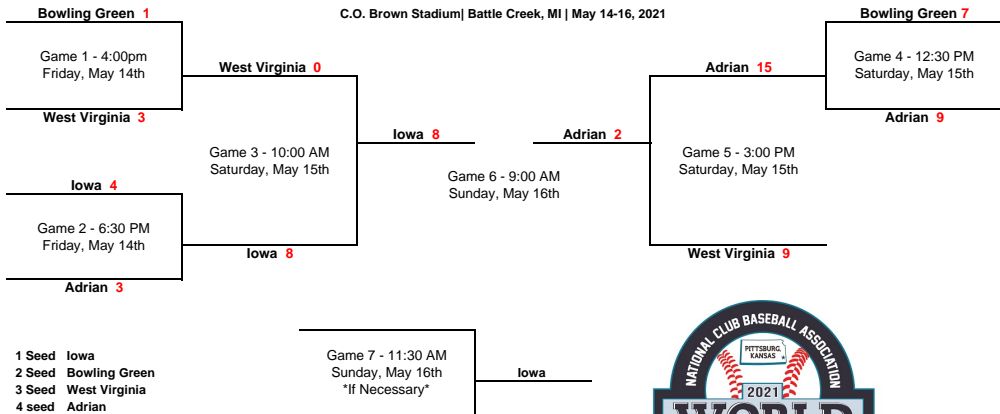 C.O. Brown Stadium| Battle Creek, MI | May 14-16, 2021
Bowling Green 1
Game 1 - 4:00pm
Friday, May 14th
West Virginia 3
Iowa 4
Game 2 - 6:30 PM
Friday, May 14th
Adrian 3
West Virginia 0
Game 3 - 10:00 AM
Saturday, May 15th
Iowa 8
Iowa 8
Adrian 2
Game 6 - 9:00 AM
Sunday, May 16th
Adrian 15
Game 5 - 3:00 PM
Saturday, May 15th
West Virginia 9
Bowling Green 7
Game 4 - 12:30 PM
Saturday, May 15th
Adrian 9
1 Seed Iowa
2 Seed Bowling Green
3 Seed West Virginia
4 seed Adrian
Game 7 - 11:30 AM
Sunday, May 16th
*If Necessary*
Iowa
NATIONAL CLUB BASEBALL ASSOCIATION
PITTSBURG,
KANSAS
2021
WORLD